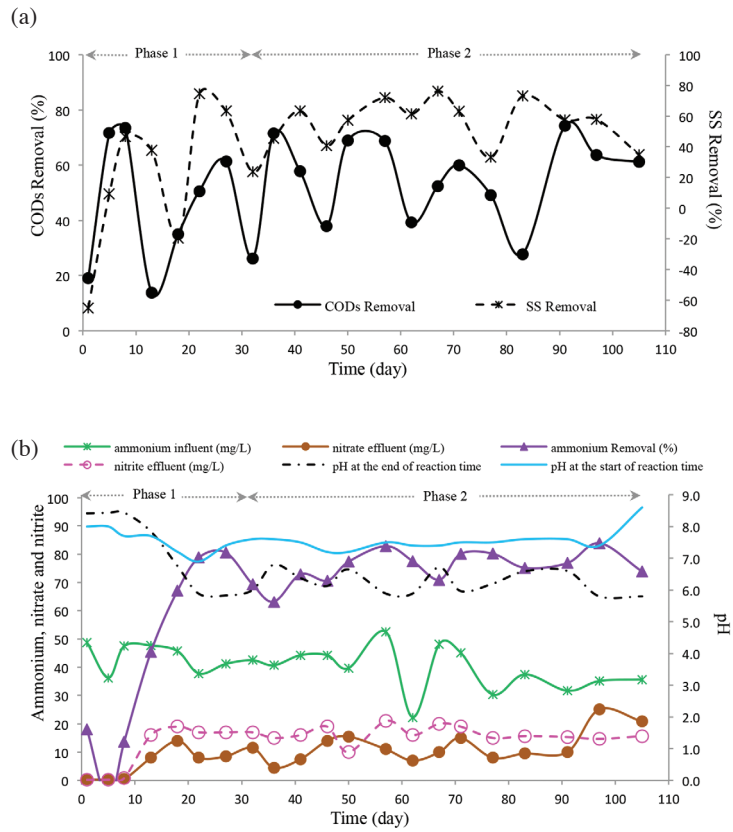 (a)
Phase 1 Phase 2
100 100
80 80
60 60
40 40
20 20
0 0
-20
-40
-60
-80
CODs Removal (%)
SS Removal (%)
CODs Removal SS Removal
0 10 20 30 40 50 60 70 80 90 100 110
Time (day)
(b)
ammonium influent (mg/L) nitrate effluent (mg/L) ammonium Removal (%)
nitrite effluent (mg/L) pH at the end of reaction time pH at the start of reaction time
Phase 1 Phase 2
100 9.0
90 8.0
80 7.0
70 6.0
60 5.0
50 4.0
40 3.0
30 2.0
20 1.0
10 0.0
0
Ammonium, nitrate and nitrite
pH
0 10 20 30 40 50 60 70 80 90 100 110
Time (day)